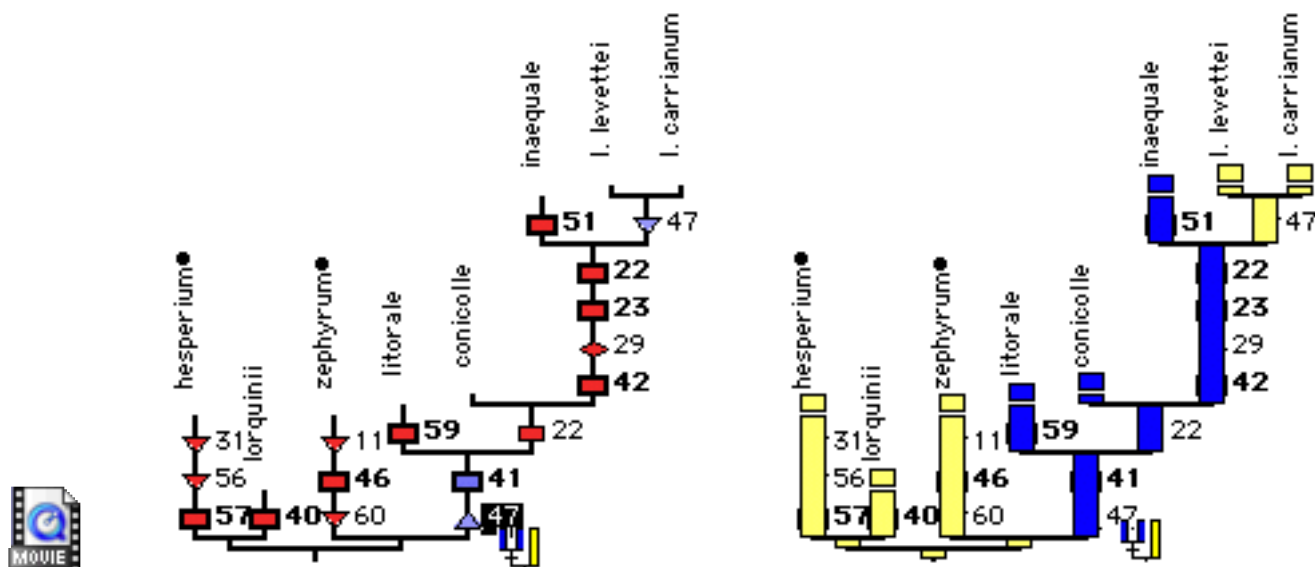 inaequale
l. levettei
l. carrianum
51
47
22
23
29
42
hesperium
lorquinii
zephyrum
litorale
conicolle
31
56
57
40
11
46
60
59
22
41
47
MOVIE
inaequale
l. levettei
l. carrianum
51
47
22
23
29
42
hesperium
lorquinii
zephyrum
litorale
conicolle
31
56
57
40
11
46
60
59
22
41
47